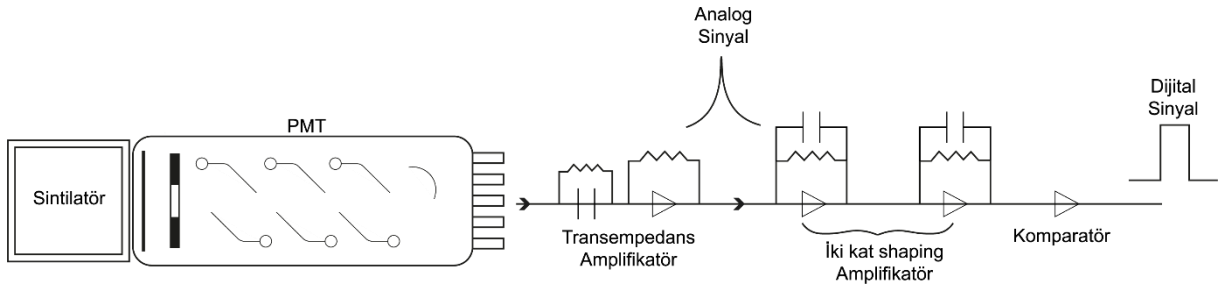 Sintilatör
PMT
Transempedans
Amplifikatör
Analog
Sinyal
İki kat shaping
Amplifikatör
Komparatör
Dijital
Sinyal